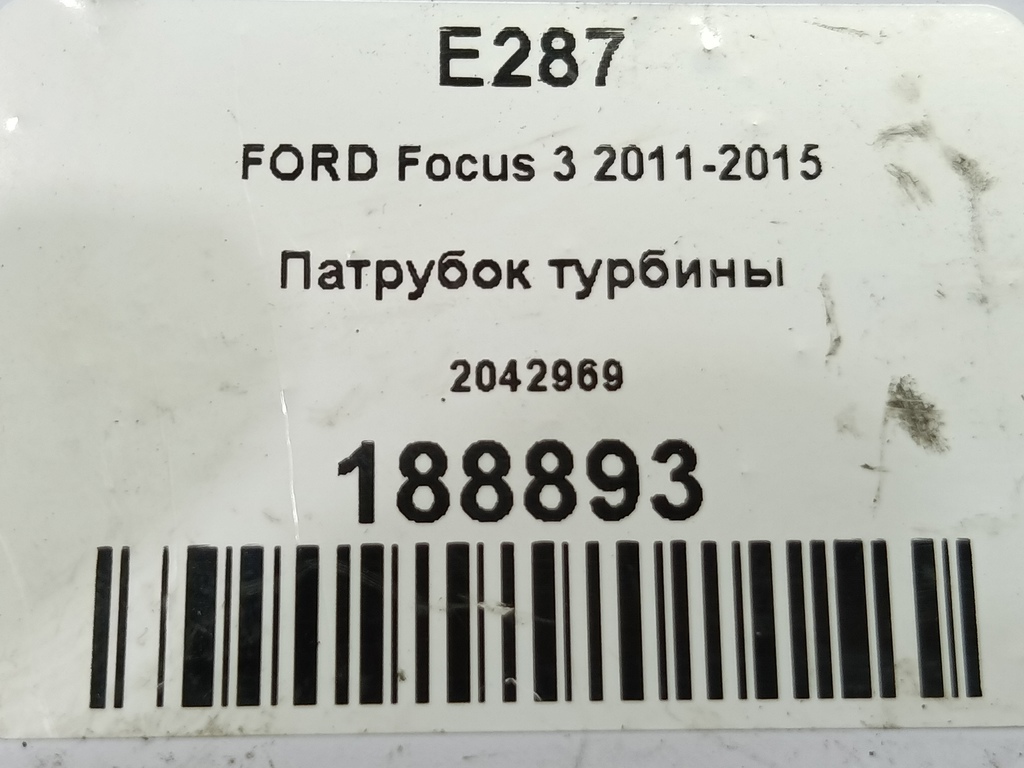 E287
FORD Focus 3 2011-2015
Патрубок турбины
2042969
188893